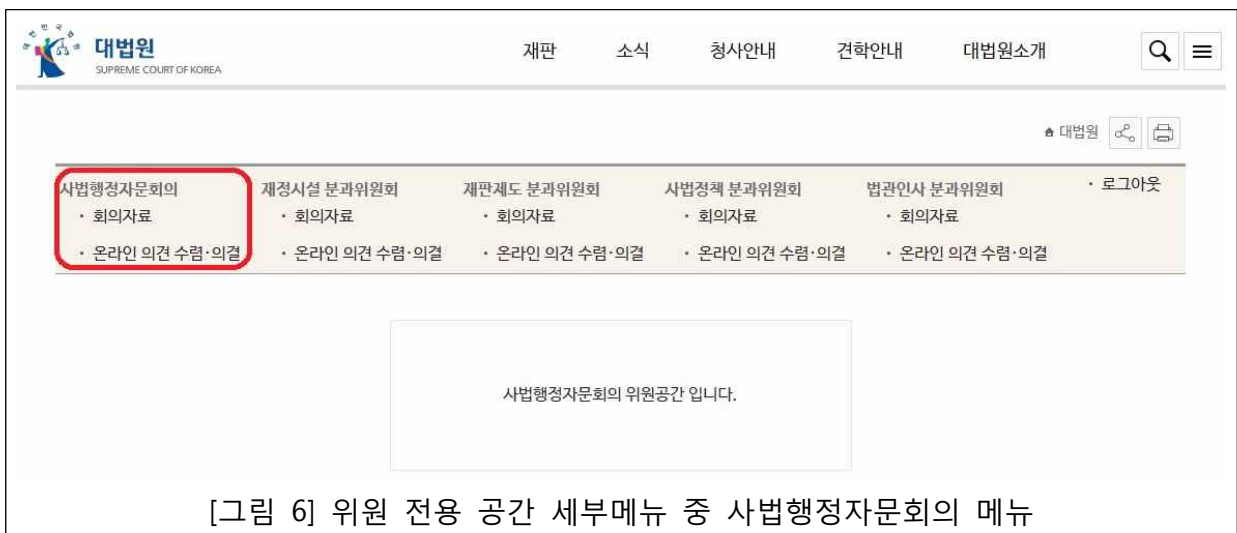 대한민국법원
대법원
SUPREME COURT OF KOREA
재판 소식 청사안내 견학안내 대법원소개
대법원
사법행정자문회의 재정시설 분과위원회 재판제도 분과위원회 사법정책 분과위원회 법관인사 분과위원회 · 로그아웃
· 회의자료 · 회의자료 · 회의자료 · 회의자료 · 회의자료
· 온라인 의견 수렴·의결 · 온라인 의견 수렴·의결 · 온라인 의견 수렴·의결 · 온라인 의견 수렴·의결 · 온라인 의견 수렴·의결
사법행정자문회의 위원공간 입니다.
[그림 6] 위원 전용 공간 세부메뉴 중 사법행정자문회의 메뉴